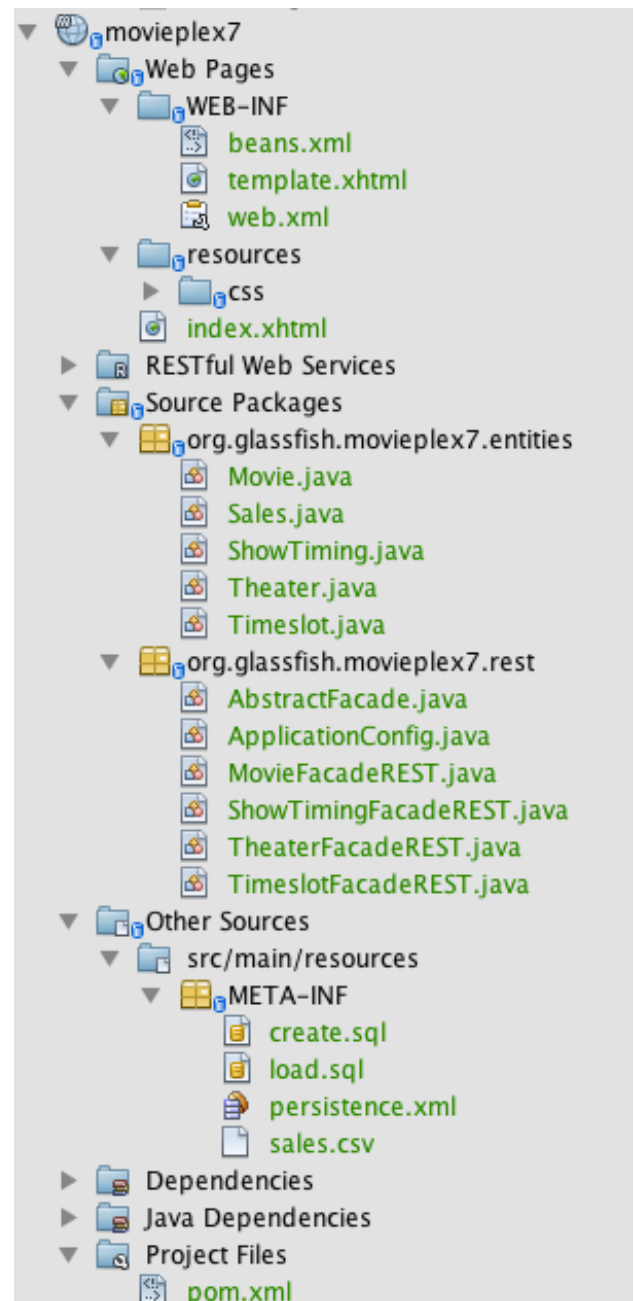 movieplex7
Web Pages
WEB-INF
beans.xml
template.xhtml
web.xml
resources
css
index.xhtml
RESTful Web Services
Source Packages
org.glassfish.movieplex7.entities
Movie.java
Sales.java
ShowTiming.java
Theater.java
Timeslot.java
org.glassfish.movieplex7.rest
AbstractFacade.java
ApplicationConfig.java
MovieFacadeREST.java
ShowTimingFacadeREST.java
TheaterFacadeREST.java
TimeslotFacadeREST.java
Other Sources
src/main/resources
META-INF
create.sql
load.sql
persistence.xml
sales.csv
Dependencies
Java Dependencies
Project Files
pom.xml